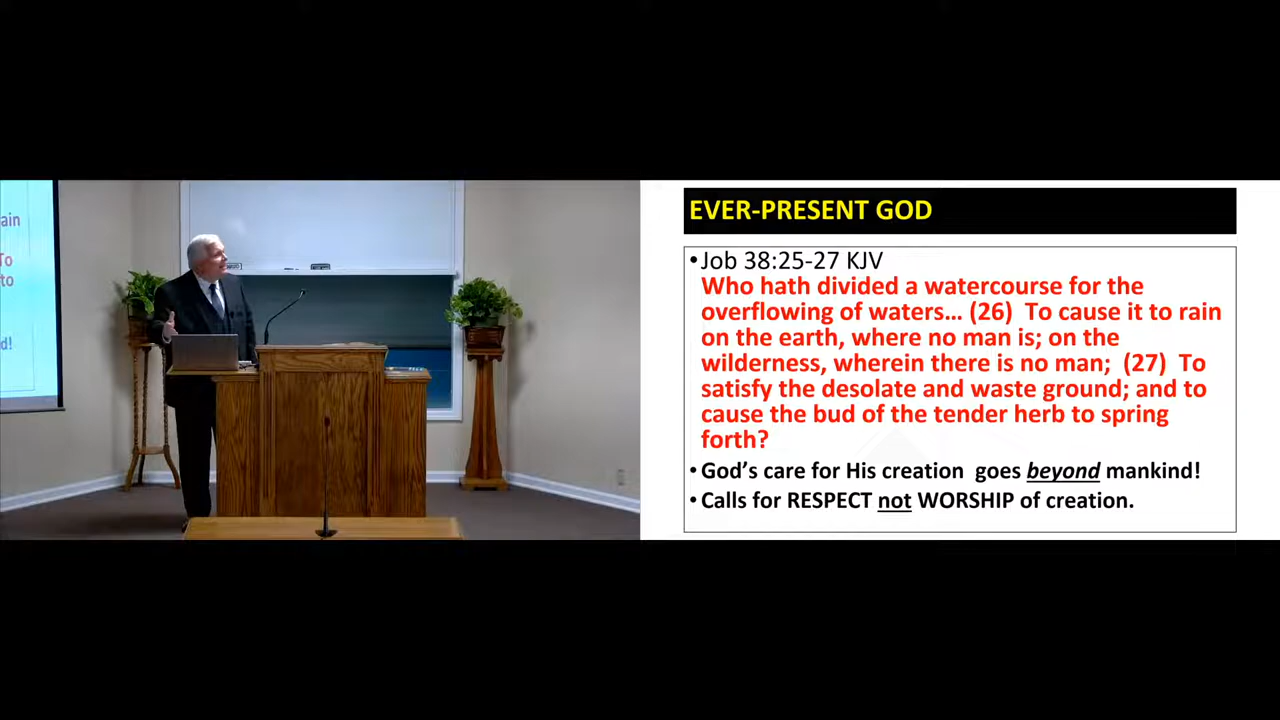 ain
To
to
d!
EVER-PRESENT GOD
•Job 38:25-27 KJV
Who hath divided a watercourse for the
overflowing of waters… (26) To cause it to rain
on the earth, where no man is; on the
wilderness, wherein there is no man; (27) To
satisfy the desolate and waste ground; and to
cause the bud of the tender herb to spring
forth?
•God's care for His creation goes beyond mankind!
•Calls for RESPECT not WORSHIP of creation.